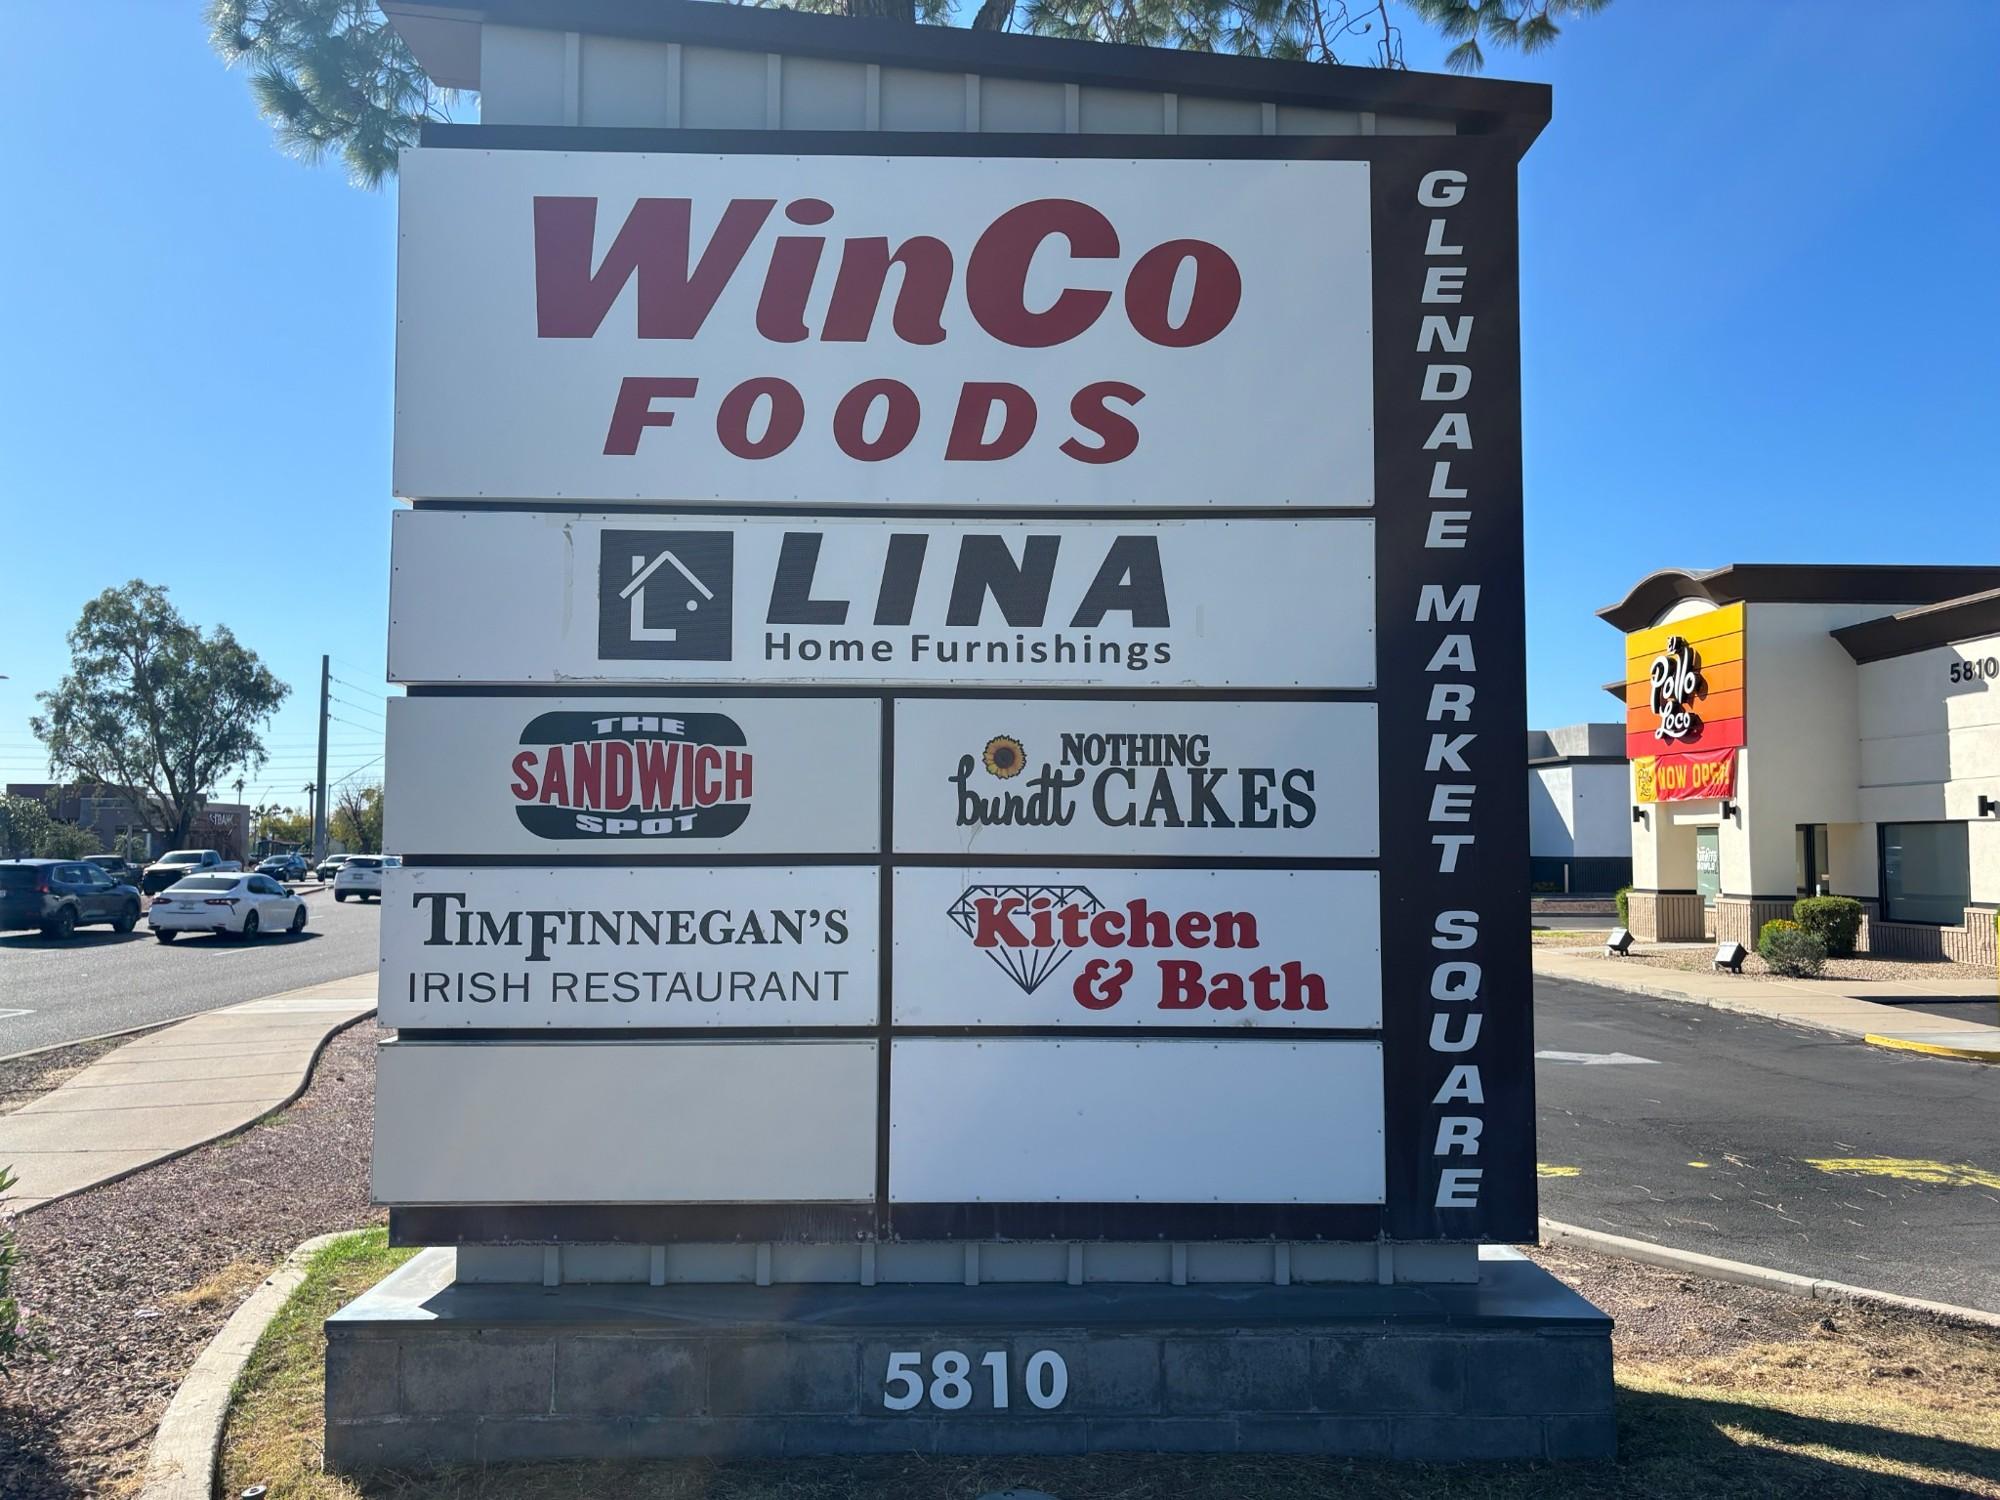 WinCo
FOODS
LINA
Home Furnishings
THE
SANDWICH
SPOT
NOTHING
bundt CAKES
TIMFINNEGAN'S
IRISH RESTAURANT
Kitchen
& Bath
GLENDALE MARKET SQUARE
5810
El
Pollo
Loco
NOW OPEN
5810